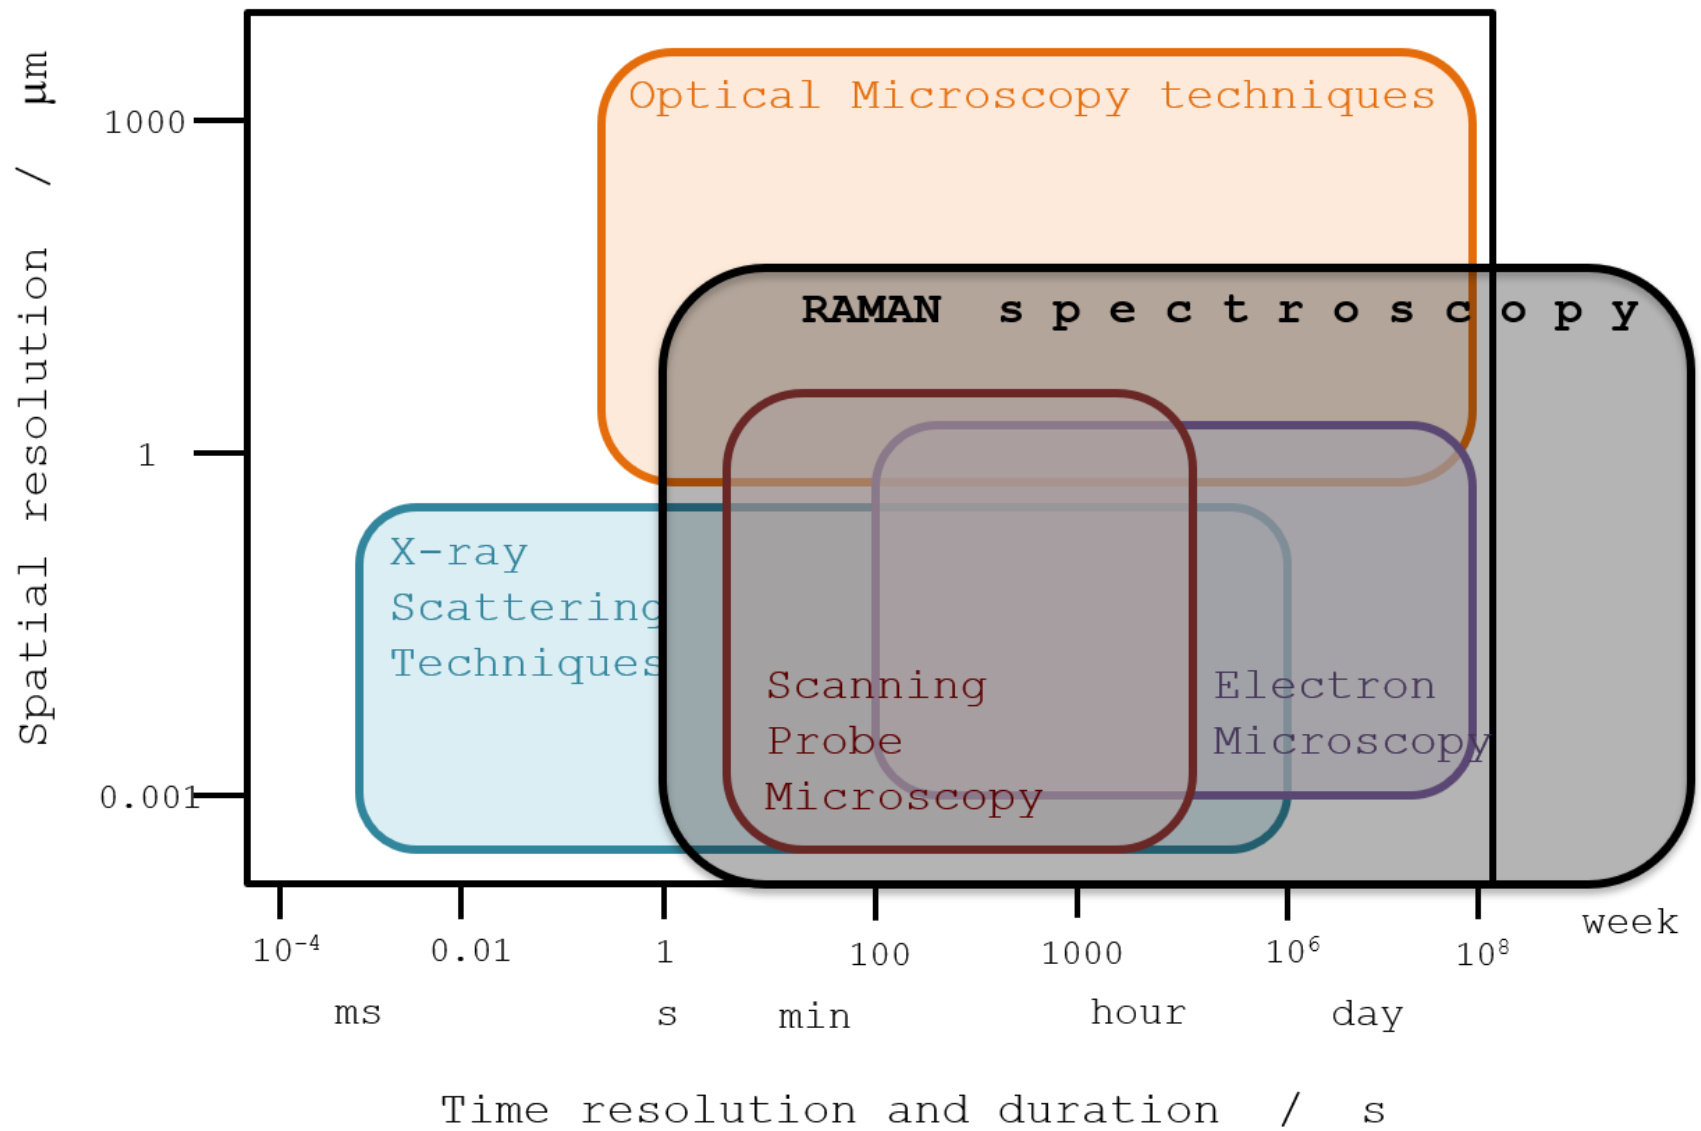 Spatial resolution / µm
1000
1
0.001
Optical Microscopy techniques
RAMAN spectroscopy
X-ray
Scattering
Techniques
Scanning
Probe
Microscopy
Electron
Microscopy
10⁻⁴ 0.01 1 100 1000 10⁶ 10⁸ week
ms s min hour day
Time resolution and duration / s